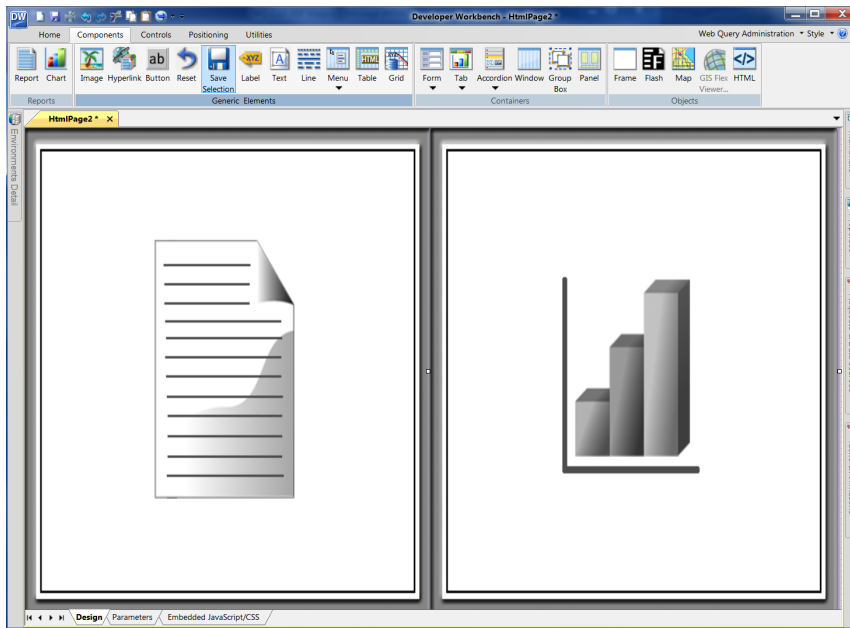 DW
Developer Workbench - HtmlPage2 *
Home Components Controls Positioning Utilities Web Query Administration Style
Report Chart Image Hyperlink Button Reset Save Selection Label Text Line Menu Table Grid Form Tab Accordion Window Group Box Panel Frame Flash Map GIS Flex Viewer... HTML
ab XYZ A HTML XYZ
Reports Generic Elements Containers Objects
HtmlPage2 * X
Environments Detail
Design Parameters Embedded JavaScript/CSS